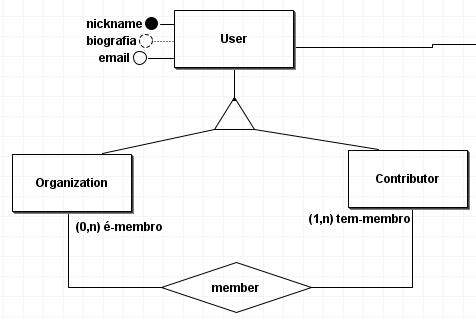 nickname
biografia
email
User
Organization
Contributor
(0,n) é-membro
(1,n) tem-membro
member